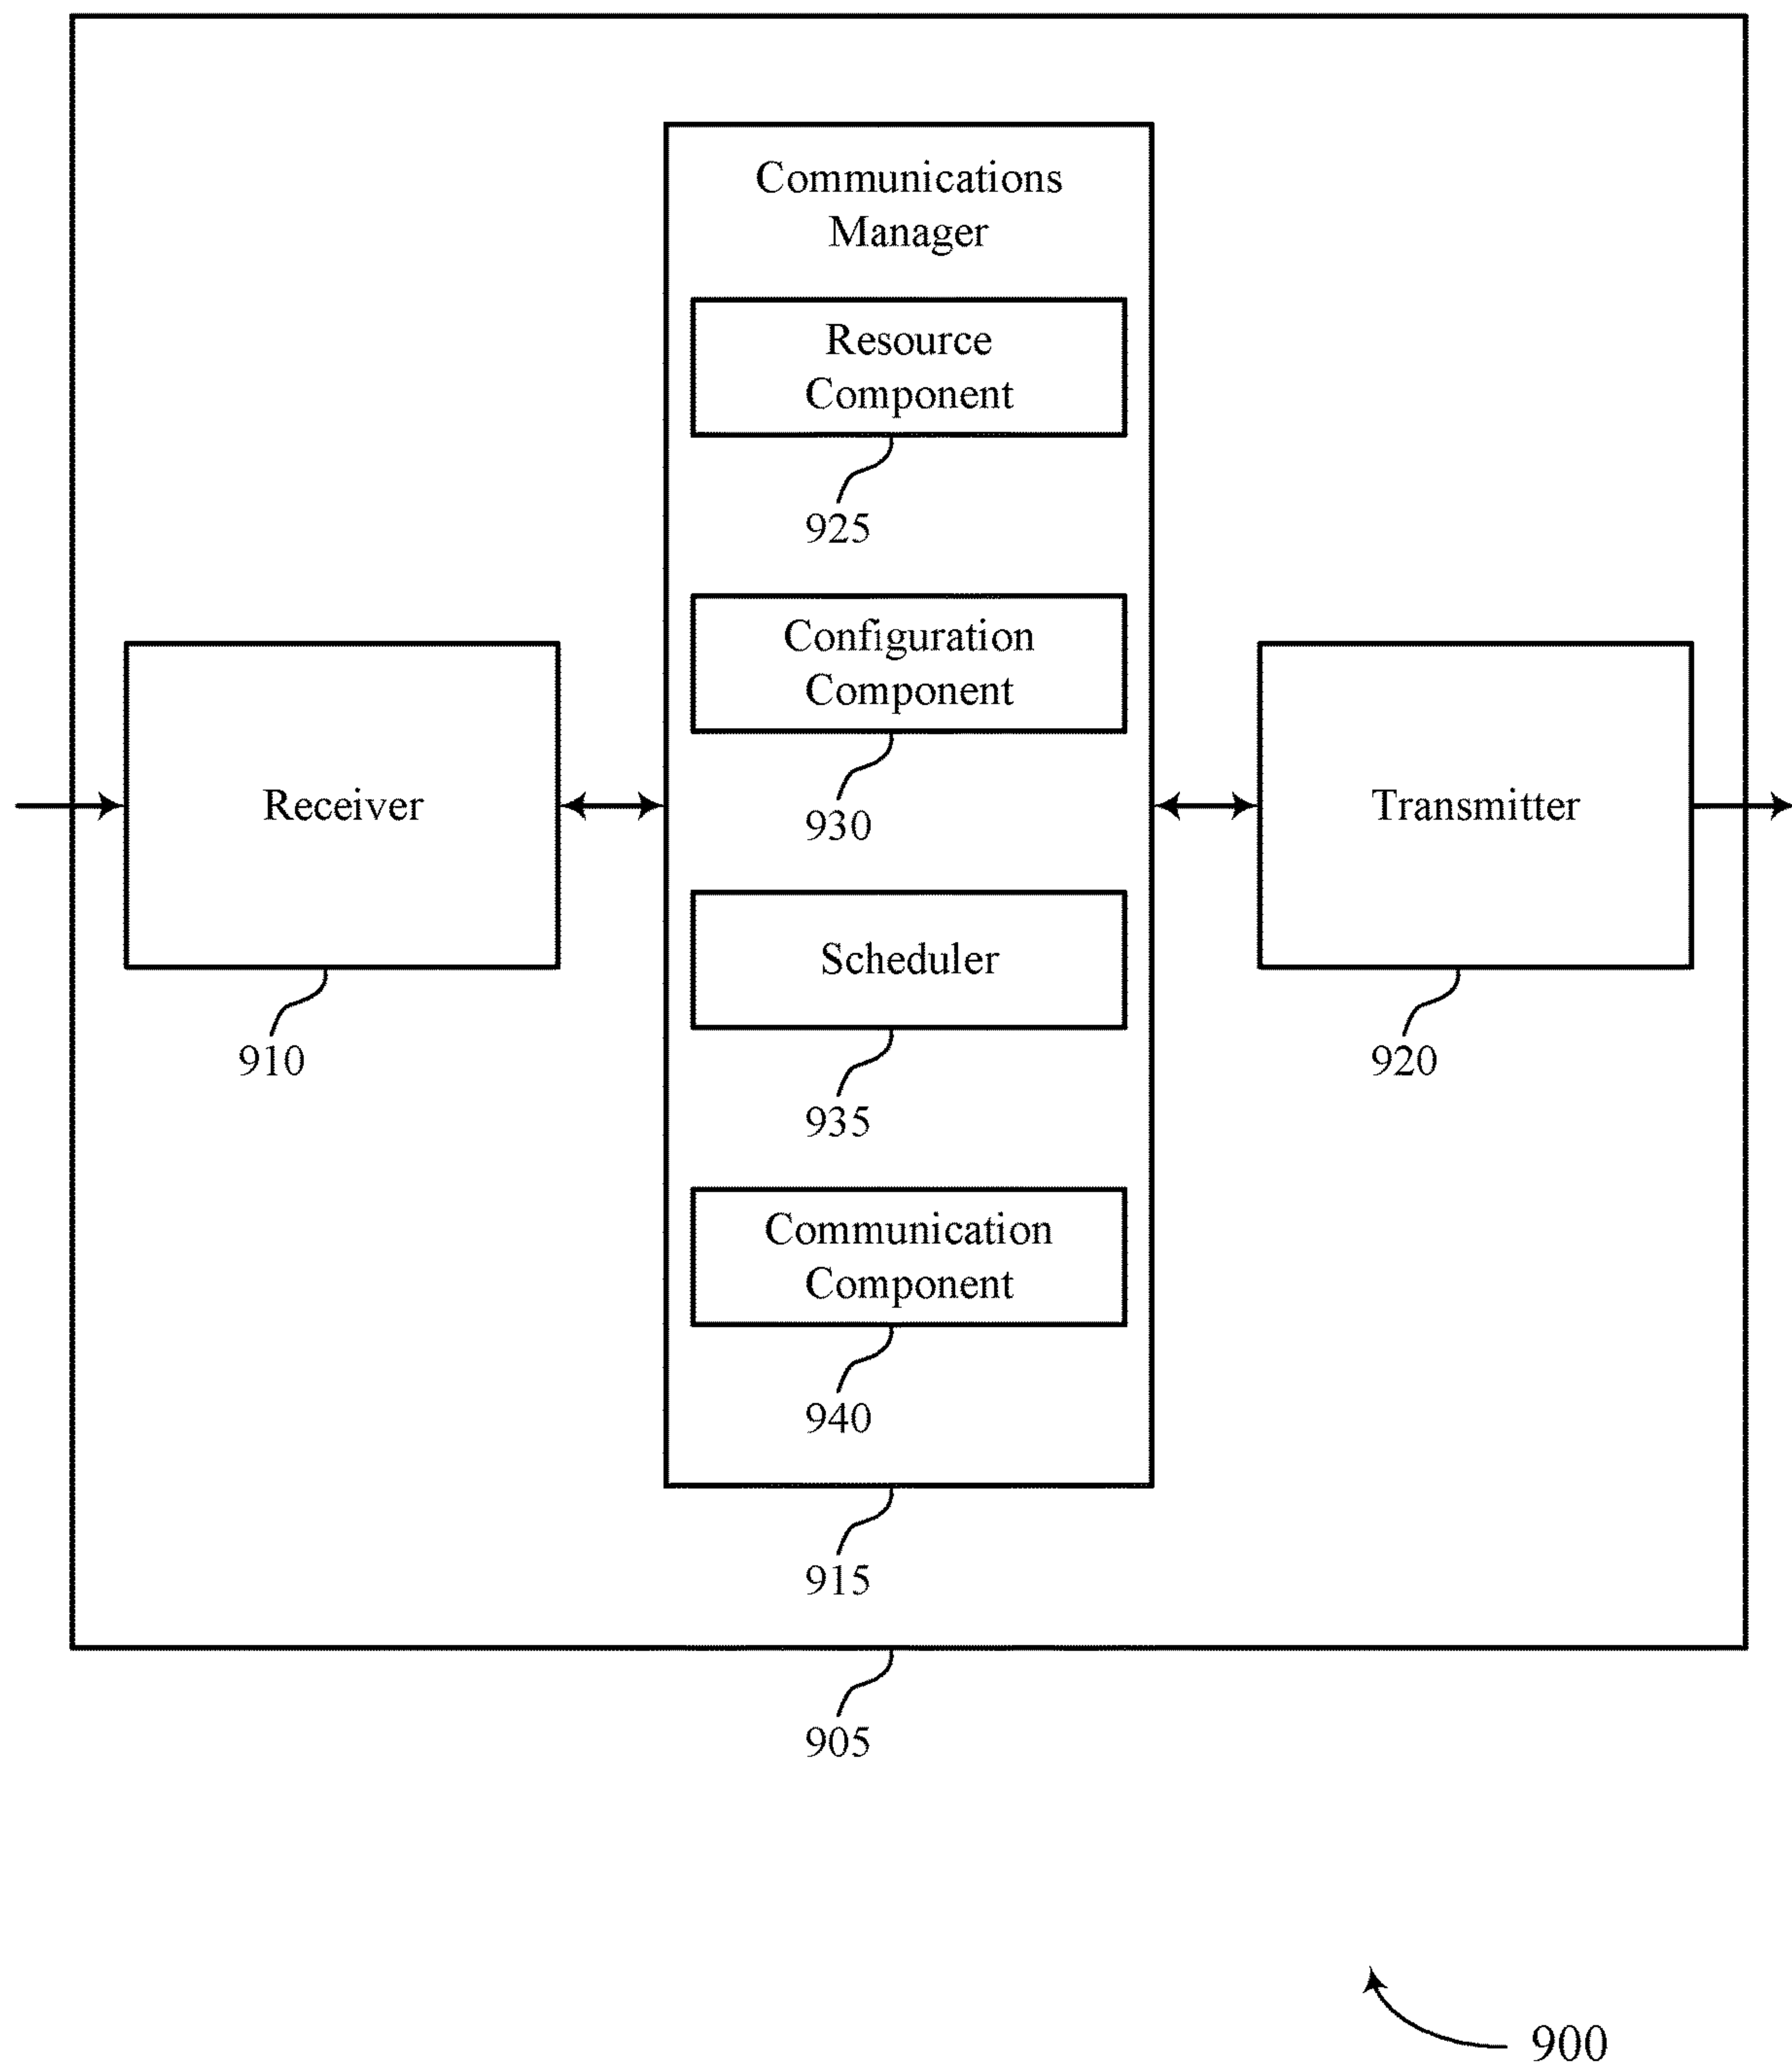 Communications
Manager
Resource
Component
925
Configuration
Component
930
Receiver
910
Scheduler
935
Transmitter
920
Communication
Component
940
915
905
900